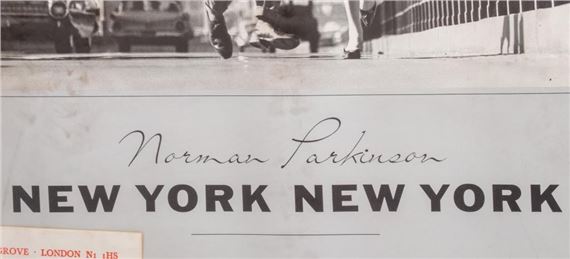 Norman Parkinson
NEW YORK NEW YORK
GROVE · LONDON N1 1HS